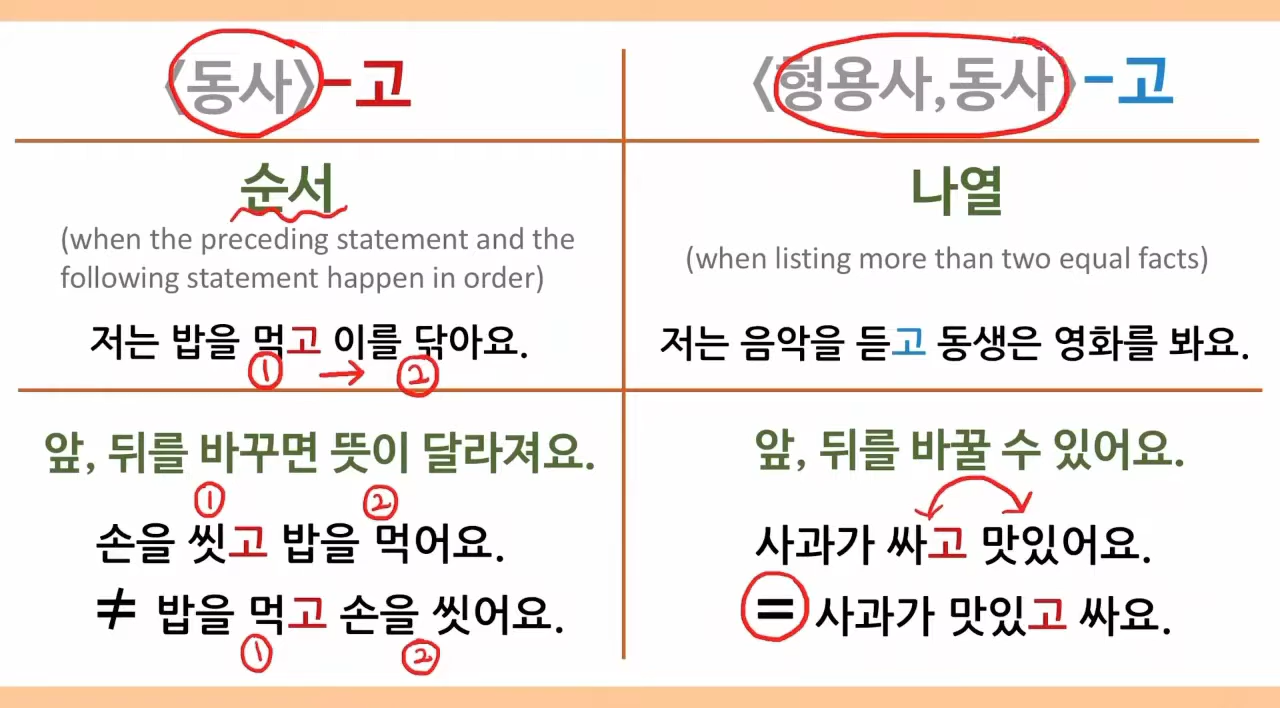 〈동사〉-고
순서
(when the preceding statement and the
following statement happen in order)
저는 밥을 먹고 이를 닦아요.
① → ②
앞, 뒤를 바꾸면 뜻이 달라져요.
① ②
손을 씻고 밥을 먹어요.
≠ 밥을 먹고 손을 씻어요.
① ②
〈형용사,동사〉-고
나열
(when listing more than two equal facts)
저는 음악을 듣고 동생은 영화를 봐요.
앞, 뒤를 바꿀 수 있어요.
사과가 싸고 맛있어요.
= 사과가 맛있고 싸요.